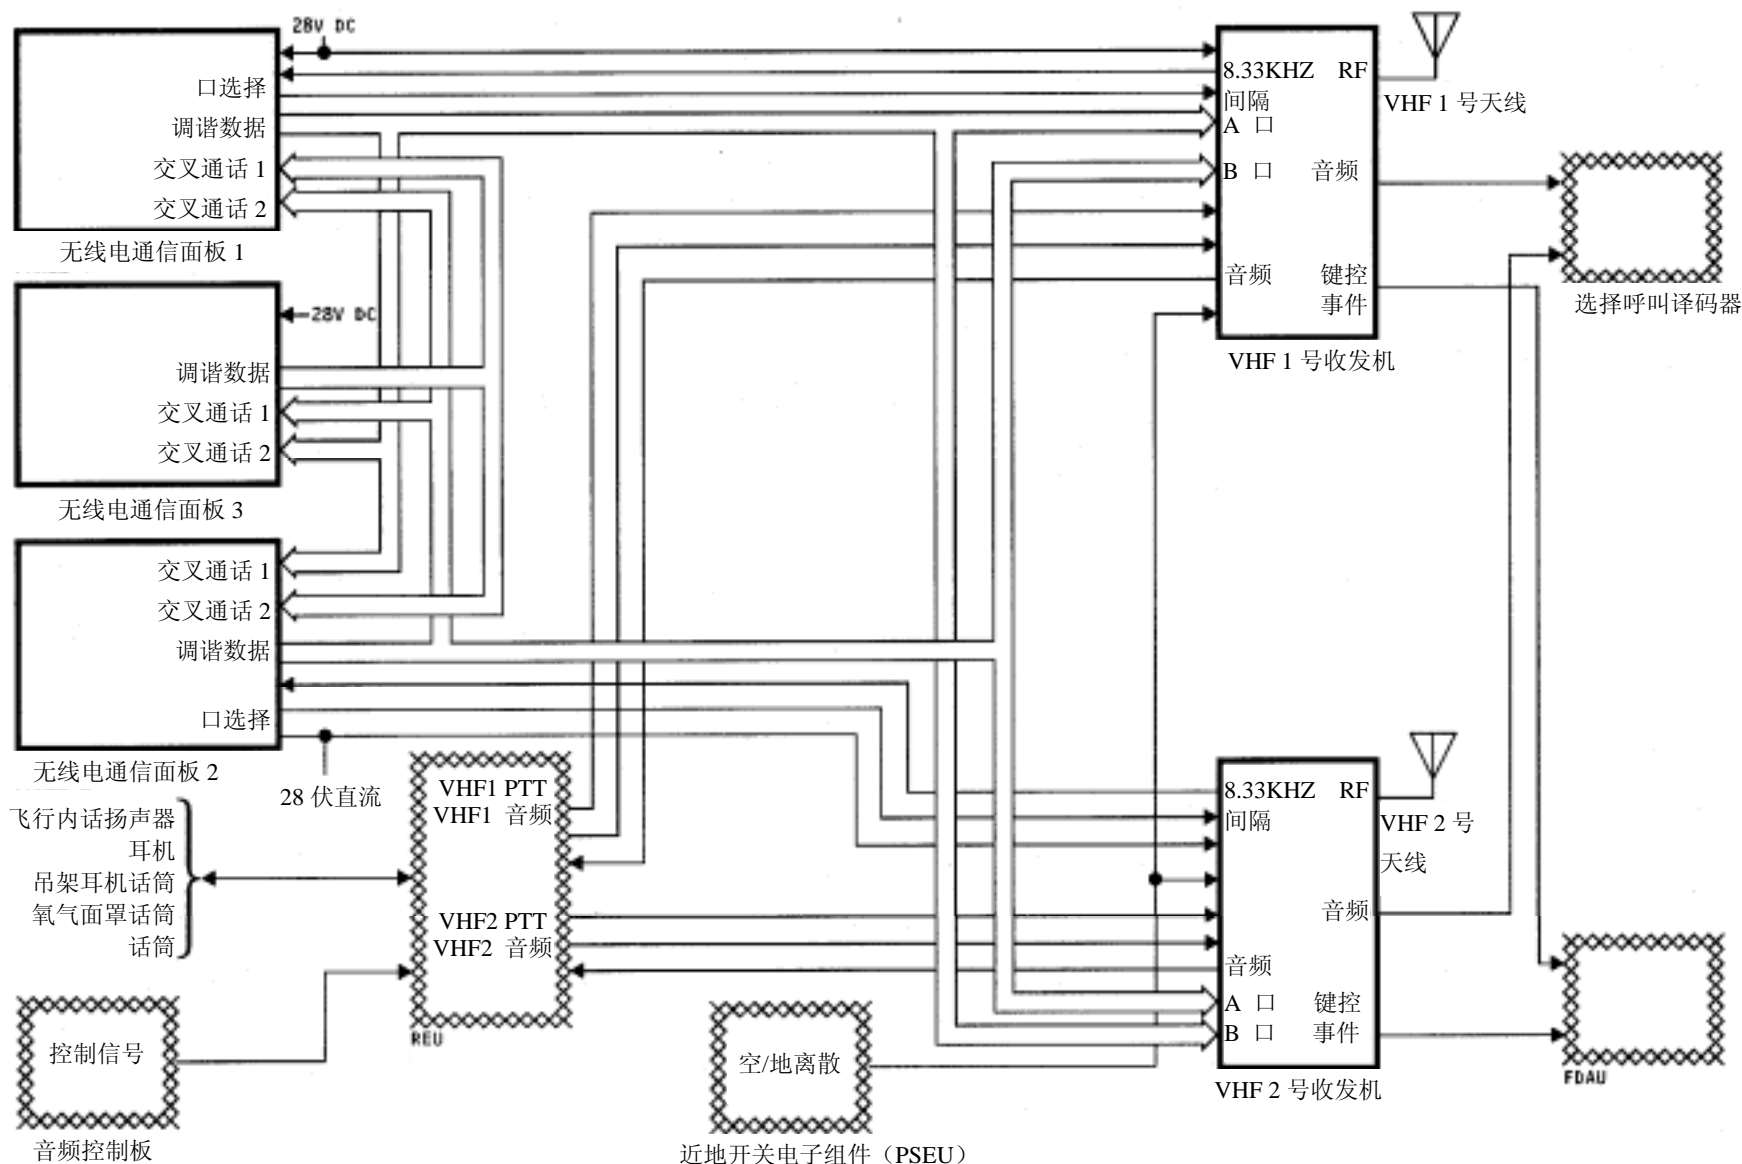 28V DC
口选择
调谐数据
交叉通话 1
交叉通话 2
无线电通信面板 1
28V DC
调谐数据
交叉通话 1
交叉通话 2
无线电通信面板 3
交叉通话 1
交叉通话 2
调谐数据
口选择
无线电通信面板 2
28 伏直流
飞行内话扬声器
耳机
吊架耳机话筒
氧气面罩话筒
话筒
控制信号
音频控制板
VHF1 PTT
VHF1 音频
VHF2 PTT
VHF2 音频
REU
空/地离散
近地开关电子组件（PSEU）
8.33KHZ RF
间隔
A 口
B 口 音频
音频 键控
事件
VHF 1 号收发机
VHF 1 号天线
选择呼叫译码器
8.33KHZ RF
间隔
音频
音频
A 口 键控
B 口 事件
VHF 2 号收发机
VHF 2 号
天线
FDAU